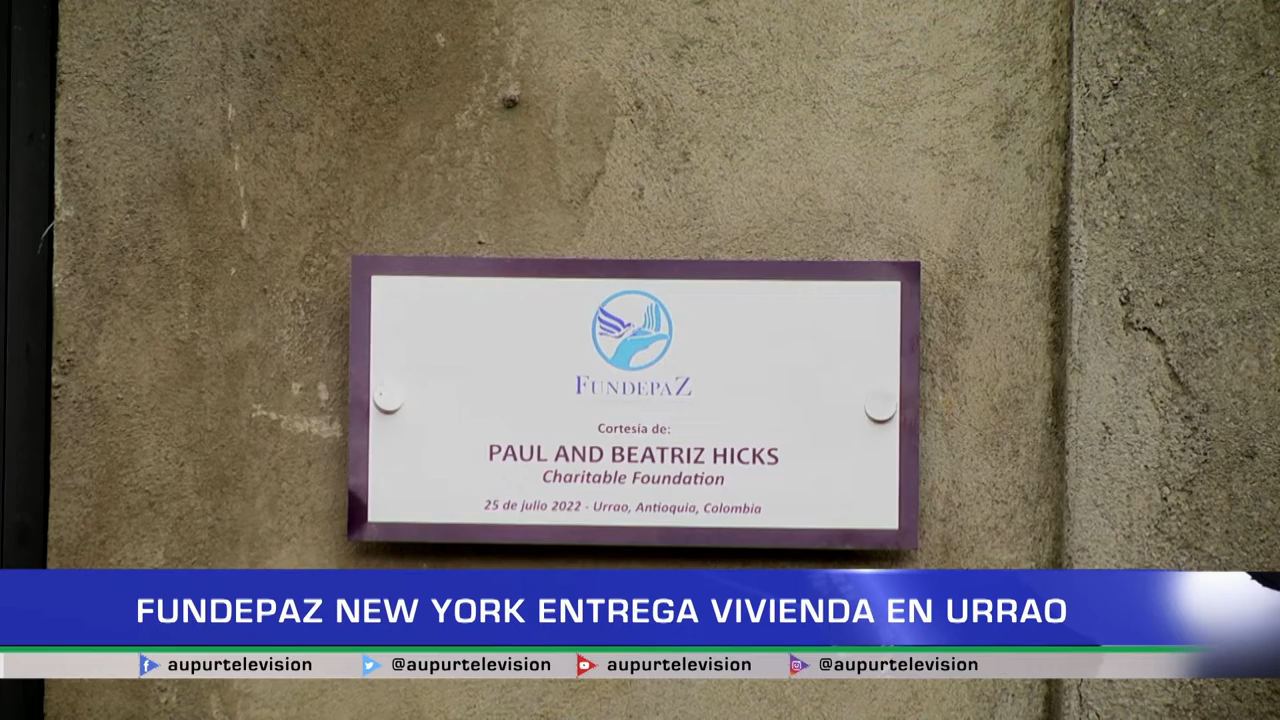 FUNDEPAZ
Cortesía de:
PAUL AND BEATRIZ HICKS
Charitable Foundation
25 de julio 2022 - Urrao, Antioquia, Colombia
FUNDEPAZ NEW YORK ENTREGA VIVIENDA EN URRAO
aupurtelevision @aupurtelevision aupurtelevision @aupurtelevision